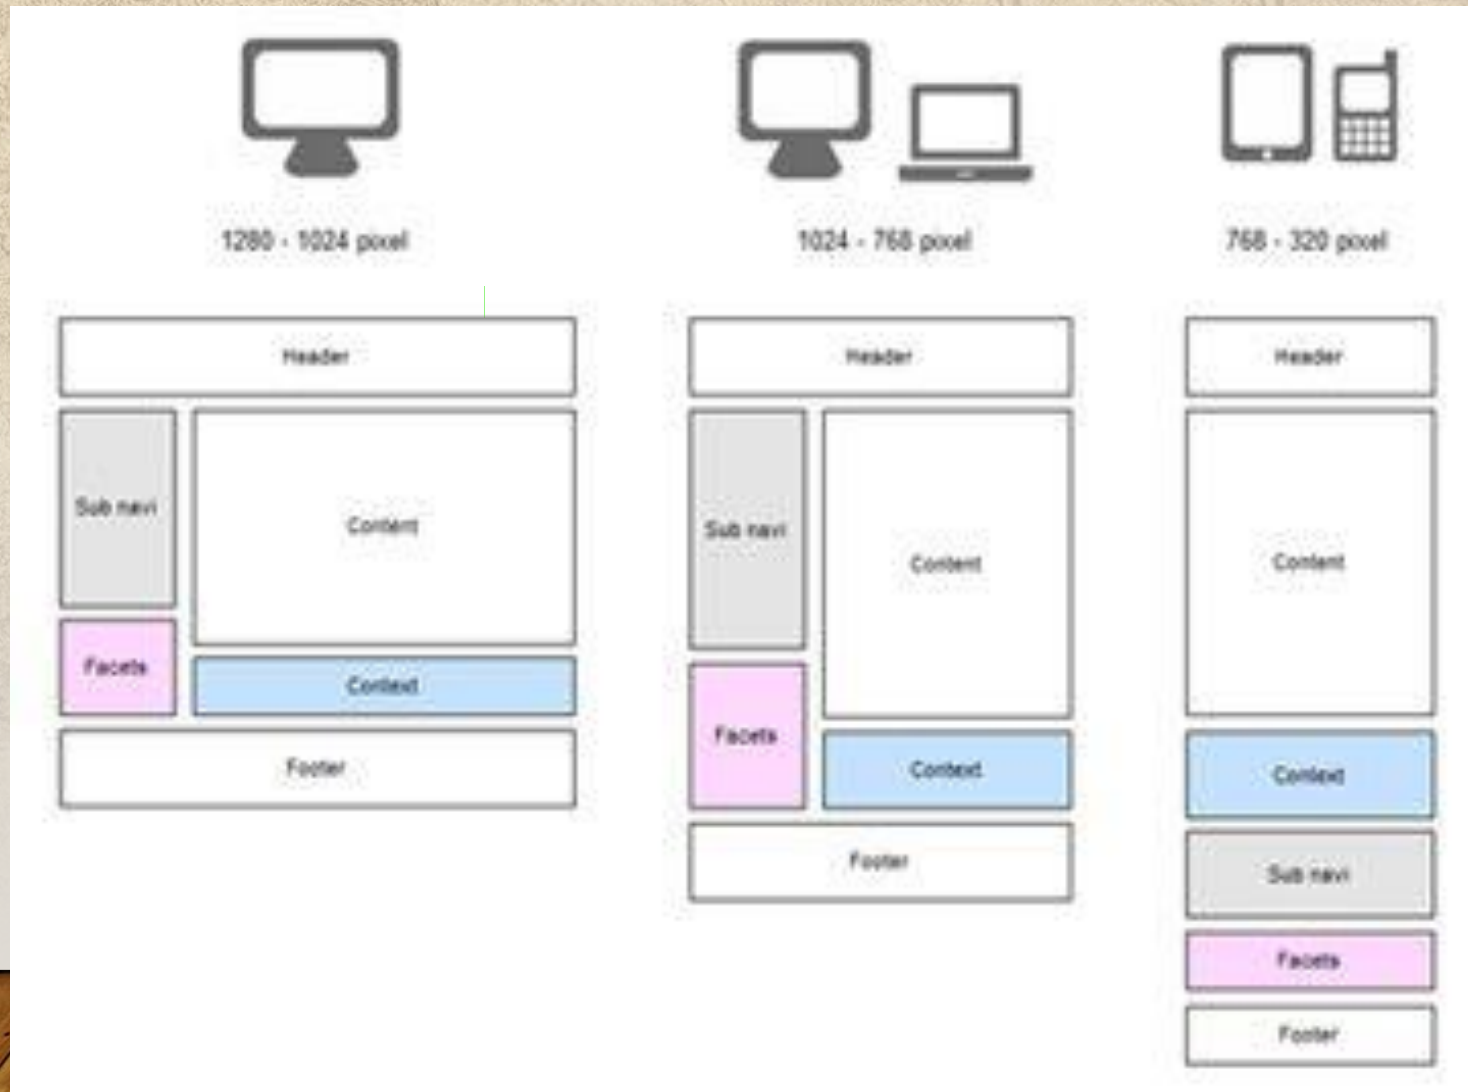 1280 - 1024 pixel
1024 - 768 pixel
768 - 320 pixel
Header
Sub navi
Content
Facets
Context
Footer
Header
Sub navi
Content
Facets
Context
Footer
Header
Content
Context
Sub navi
Facets
Footer